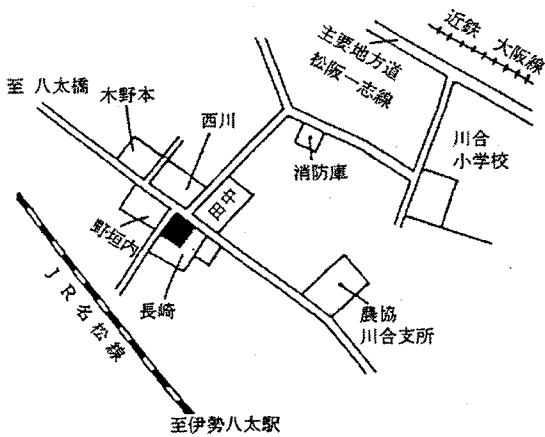 近鉄 大阪線
主要地方道
松阪一志線
至 八太橋
木野本
西川
川合
小学校
消防庫
中田
野垣内
長崎
JR名松線
農協
川合支所
至伊勢八太駅